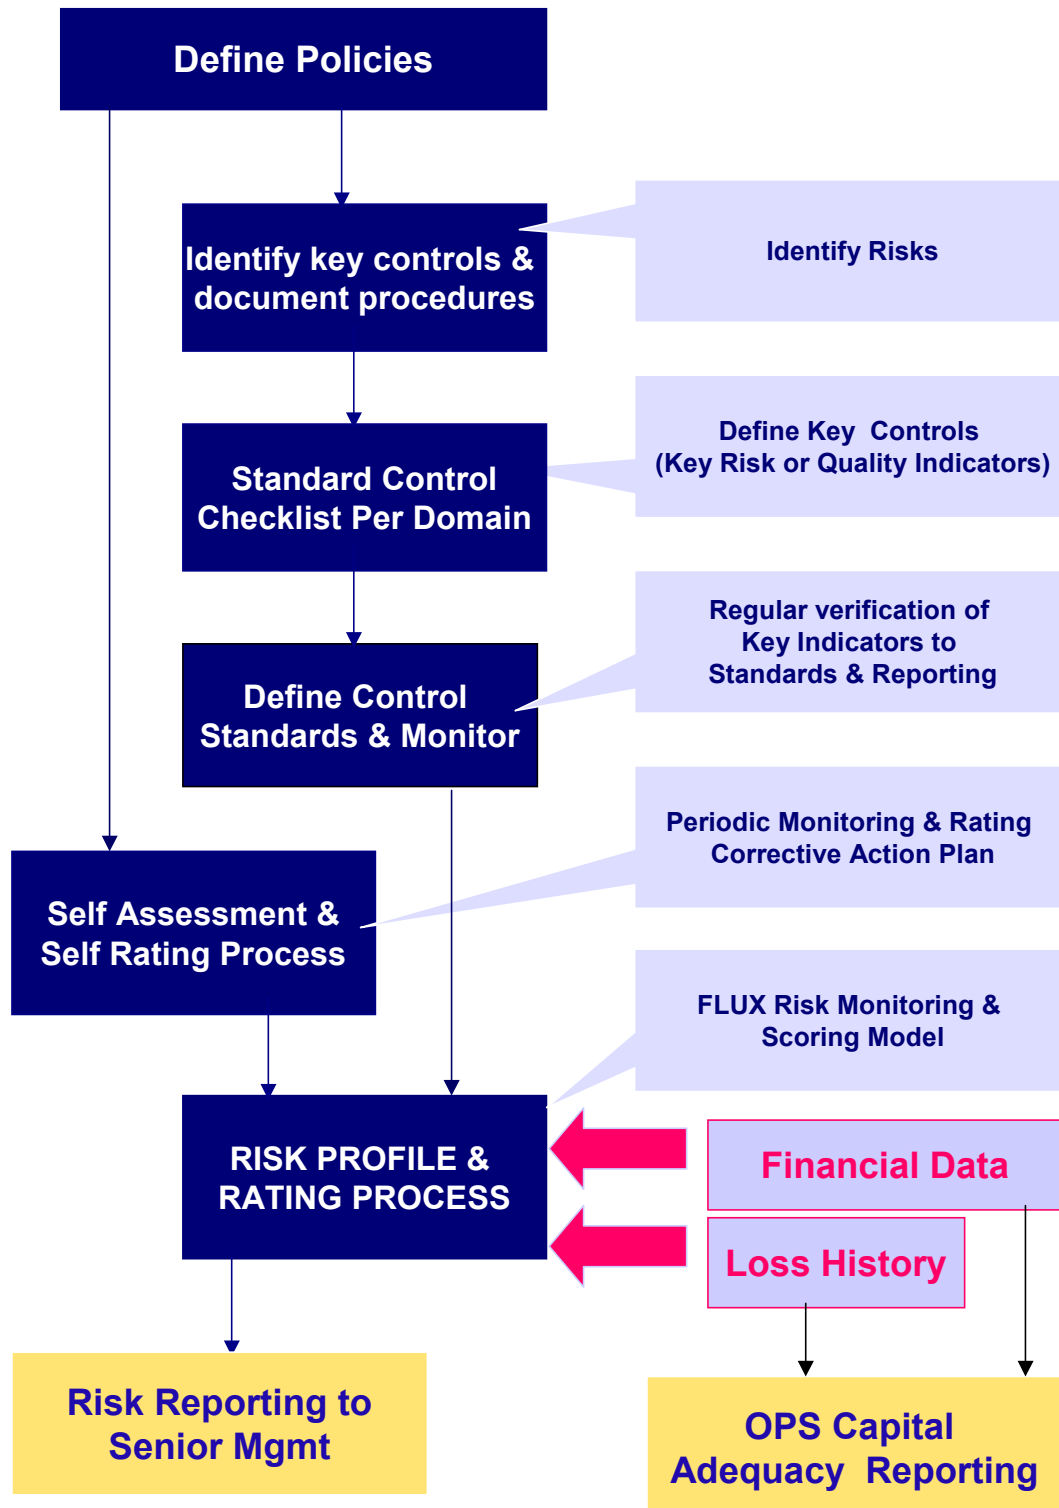 Define Policies
Identify key controls &
document procedures
Identify Risks
Standard Control
Checklist Per Domain
Define Key Controls
(Key Risk or Quality Indicators)
Define Control
Standards & Monitor
Regular verification of
Key Indicators to
Standards & Reporting
Self Assessment &
Self Rating Process
Periodic Monitoring & Rating
Corrective Action Plan
FLUX Risk Monitoring &
Scoring Model
RISK PROFILE &
RATING PROCESS
Financial Data
Loss History
Risk Reporting to
Senior Mgmt
OPS Capital
Adequacy Reporting